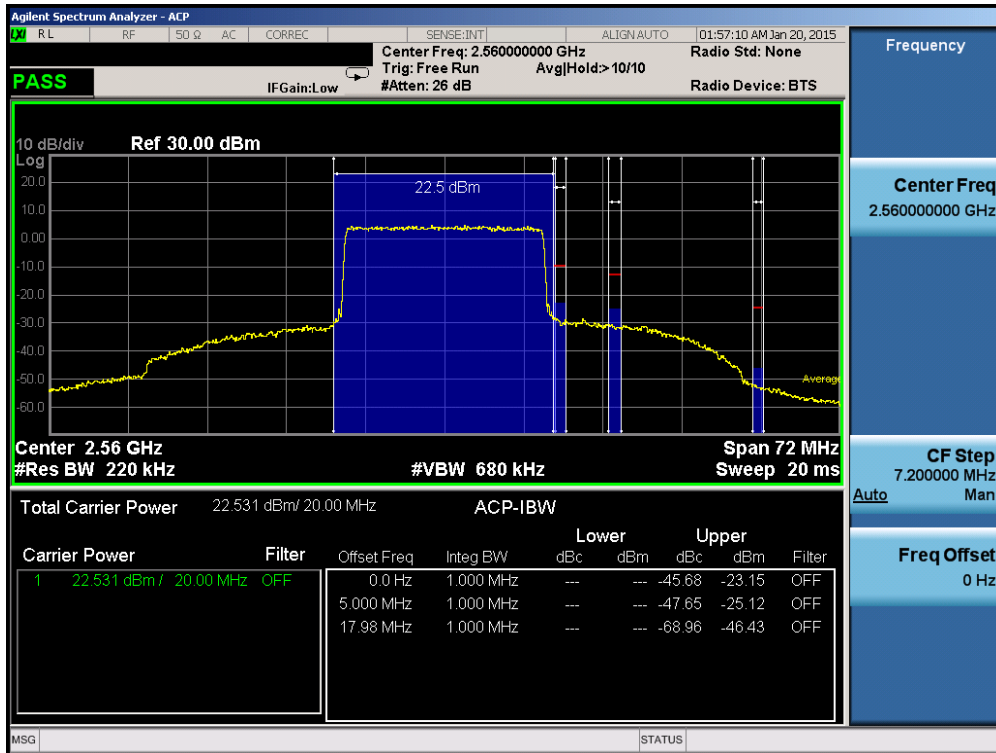 Agilent Spectrum Analyzer - ACP
LXI RL RF 50 Ω AC CORREC SENSE:INT ALIGN AUTO 01:57:10 AM Jan 20, 2015
Center Freq: 2.560000000 GHz Radio Std: None
Trig: Free Run Avg|Hold:> 10/10
PASS IFGain:Low #Atten: 26 dB Radio Device: BTS
10 dB/div Ref 30.00 dBm
Log
20.0
22.5 dBm
10.0
0.00
-10.0
-20.0
-30.0
-40.0
-50.0
Average
-60.0
Center 2.56 GHz Span 72 MHz
#Res BW 220 kHz #VBW 680 kHz Sweep 20 ms
Total Carrier Power 22.531 dBm/ 20.00 MHz ACP-IBW
Lower Upper
Carrier Power Filter Offset Freq Integ BW dBc dBm dBc dBm Filter
1 22.531 dBm / 20.00 MHz OFF 0.0 Hz 1.000 MHz --- --- -45.68 -23.15 OFF
5.000 MHz 1.000 MHz --- --- -47.65 -25.12 OFF
17.98 MHz 1.000 MHz --- --- -68.96 -46.43 OFF
MSG STATUS
Frequency
Center Freq
2.560000000 GHz
CF Step
7.200000 MHz
Auto Man
Freq Offset
0 Hz